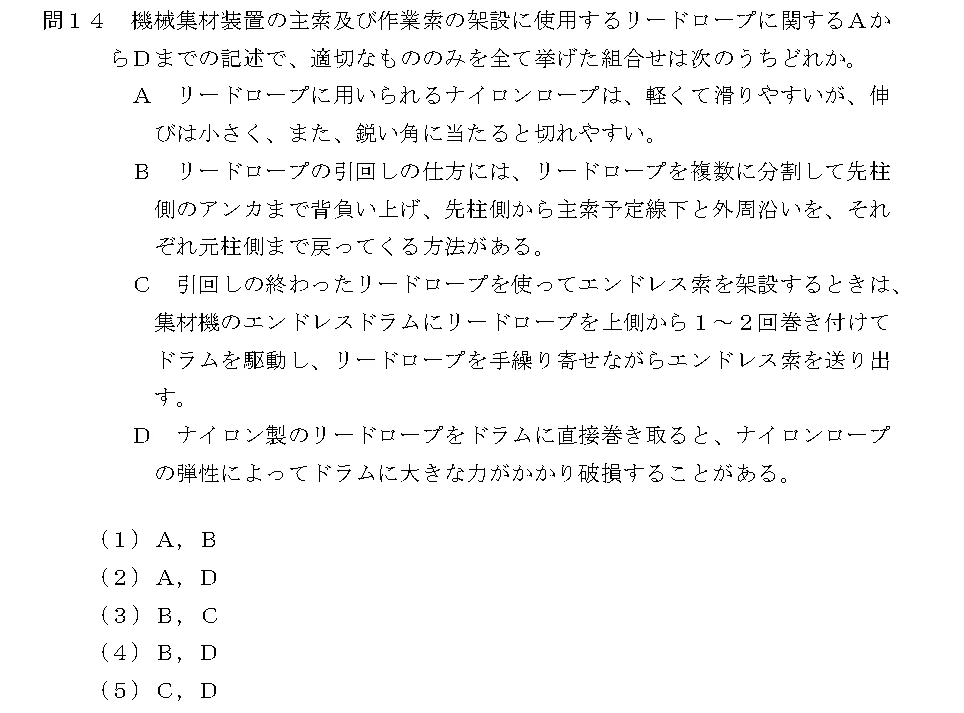 問１４　機械集材装置の主索及び作業索の架設に使用するリードロープに関するＡか
らＤまでの記述で、適切なもののみを全て挙げた組合せは次のうちどれか。
Ａ　リードロープに用いられるナイロンロープは、軽くて滑りやすいが、伸
びは小さく、また、鋭い角に当たると切れやすい。
Ｂ　リードロープの引回しの仕方には、リードロープを複数に分割して先柱
側のアンカまで背負い上げ、先柱側から主索予定線下と外周沿いを、それ
ぞれ元柱側まで戻ってくる方法がある。
Ｃ　引回しの終わったリードロープを使ってエンドレス索を架設するときは、
集材機のエンドレスドラムにリードロープを上側から１～２回巻き付けて
ドラムを駆動し、リードロープを手繰り寄せながらエンドレス索を送り出
す。
Ｄ　ナイロン製のリードロープをドラムに直接巻き取ると、ナイロンロープ
の弾性によってドラムに大きな力がかかり破損することがある。
（１）Ａ，Ｂ
（２）Ａ，Ｄ
（３）Ｂ，Ｃ
（４）Ｂ，Ｄ
（５）Ｃ，Ｄ